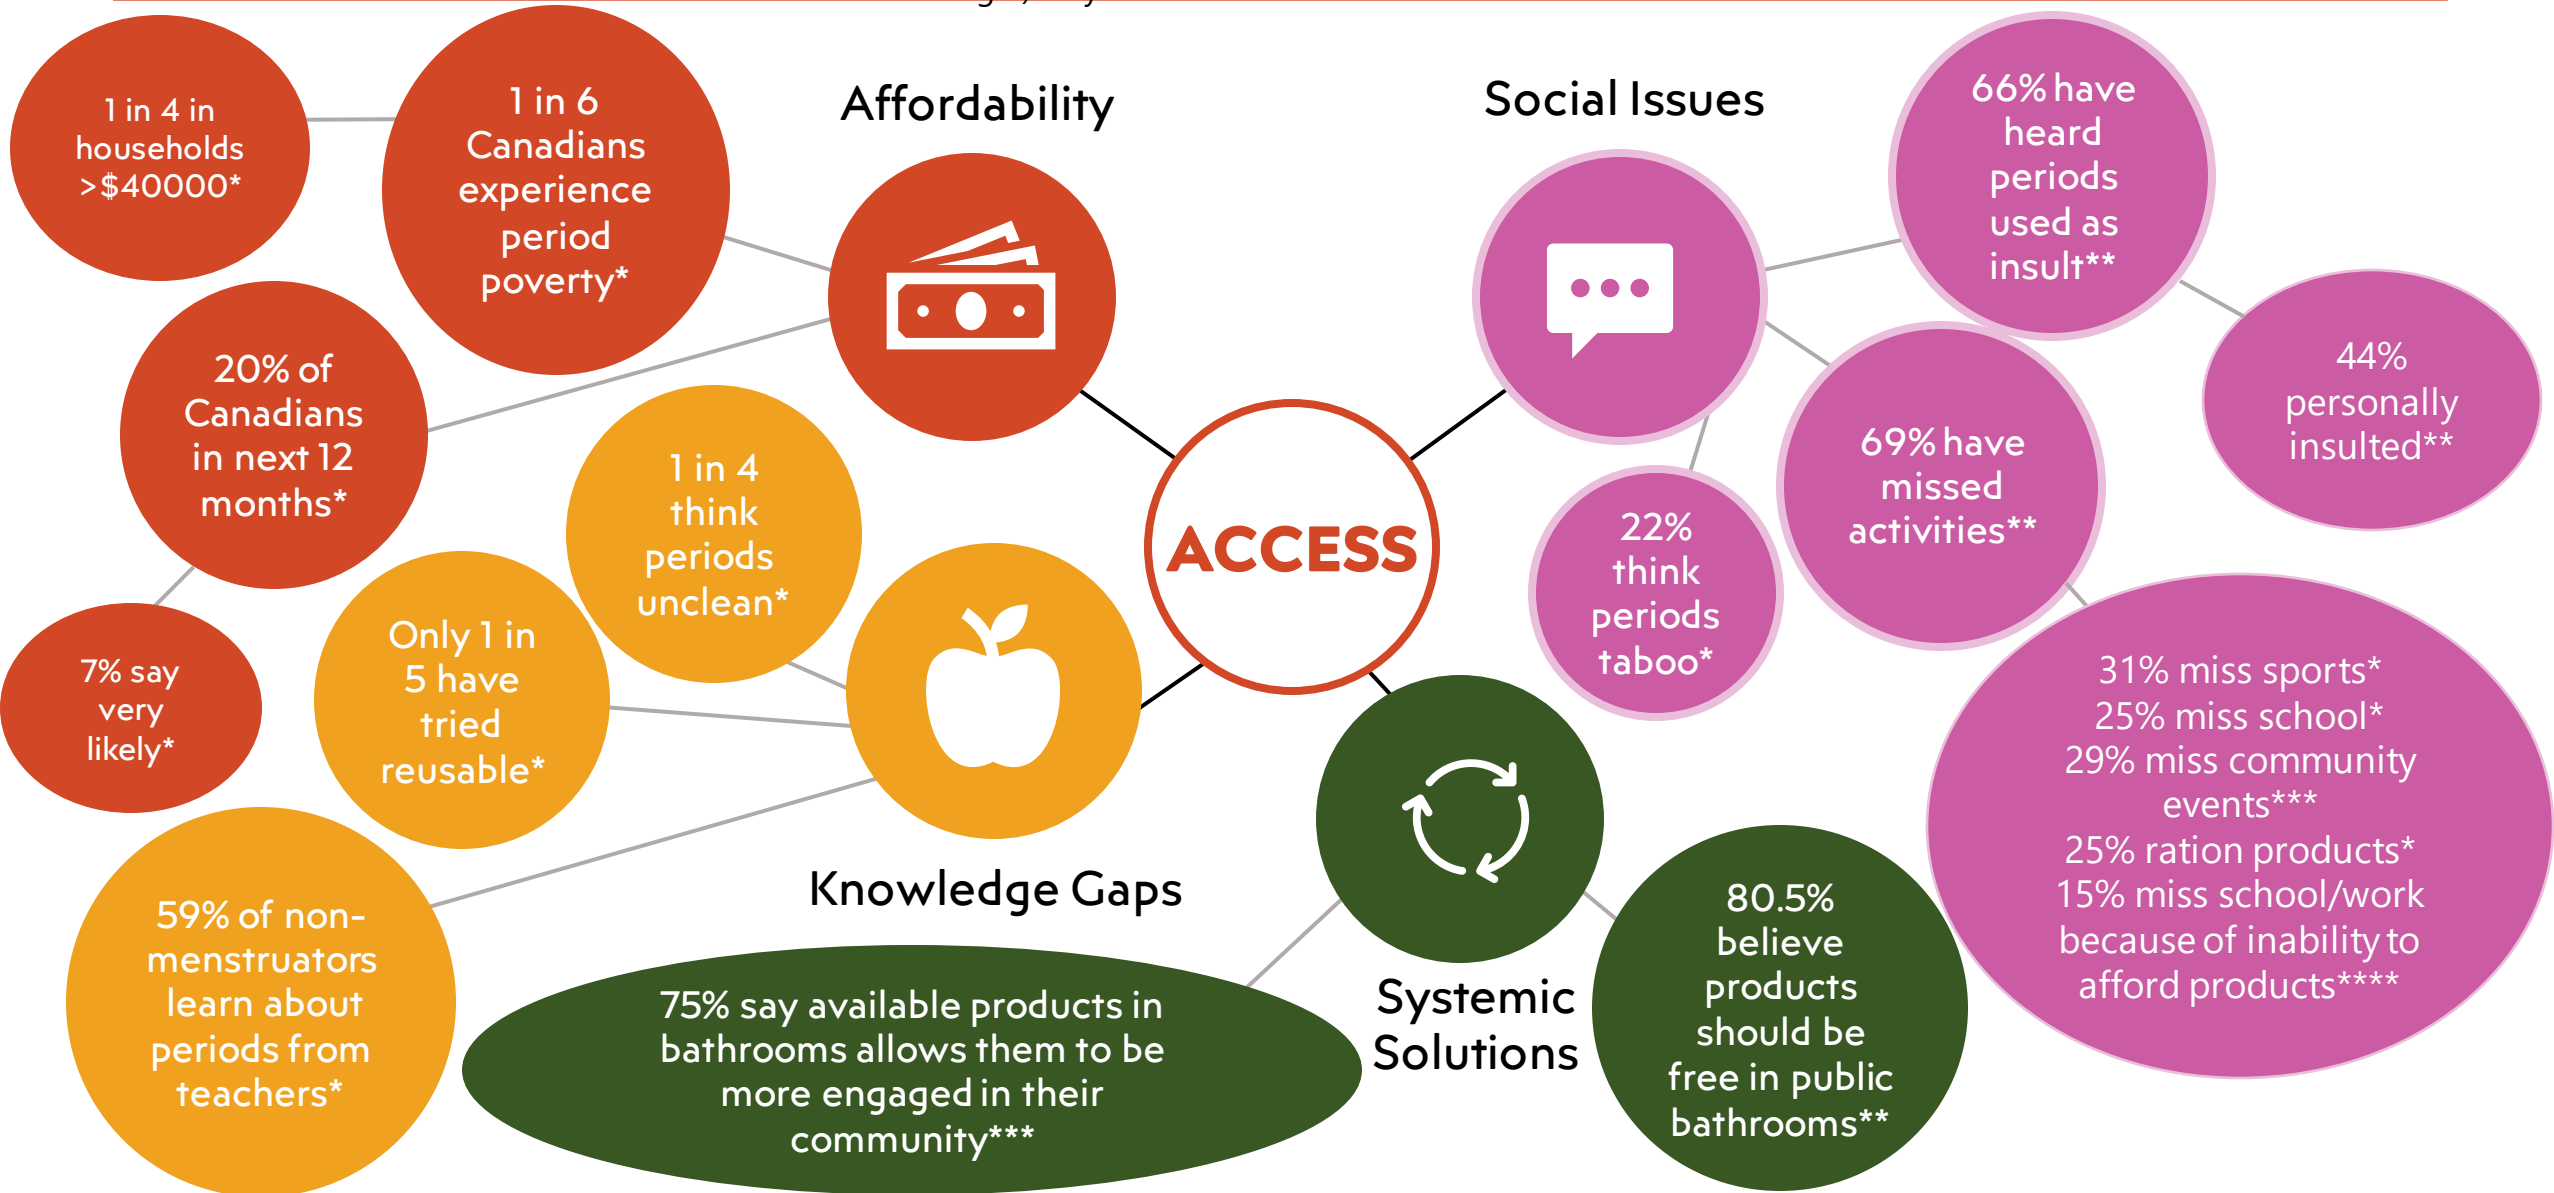 Affordability
1 in 4 in
households
>$40000*
1 in 6
Canadians
experience
period
poverty*
20% of
Canadians
in next 12
months*
7% say
very
likely*
Social Issues
66% have
heard
periods
used as
insult**
44%
personally
insulted**
69% have
missed
activities**
22%
think
periods
taboo*
31% miss sports*
25% miss school*
29% miss community
events***
25% ration products*
15% miss school/work
because of inability to
afford products****
ACCESS
1 in 4
think
periods
unclean*
Only 1 in
5 have
tried
reusable*
59% of non-
menstruators
learn about
periods from
teachers*
Knowledge Gaps
75% say available products in
bathrooms allows them to be
more engaged in their
community***
Systemic
Solutions
80.5%
believe
products
should be
free in public
bathrooms**